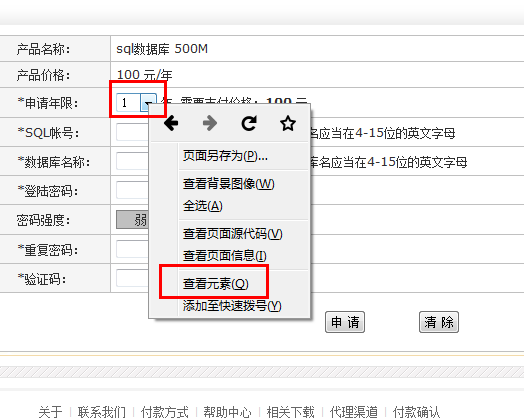 产品名称： sql数据库 500M
产品价格： 100 元/年
*申请年限： 1 年 需要支付价格：100 元
*SQL帐号： 名应当在4-15位的英文字母
*数据库名称： 库名应当在4-15位的英文字母
*登陆密码：
密码强度： 弱
*重复密码：
*验证码：
页面另存为(P)...
查看背景图像(W)
全选(A)
查看页面源代码(V)
查看页面信息(I)
查看元素(Q)
添加至快速拨号(Y)
申 请 清 除
关于 | 联系我们 | 付款方式 | 帮助中心 | 相关下载 | 代理渠道 | 付款确认